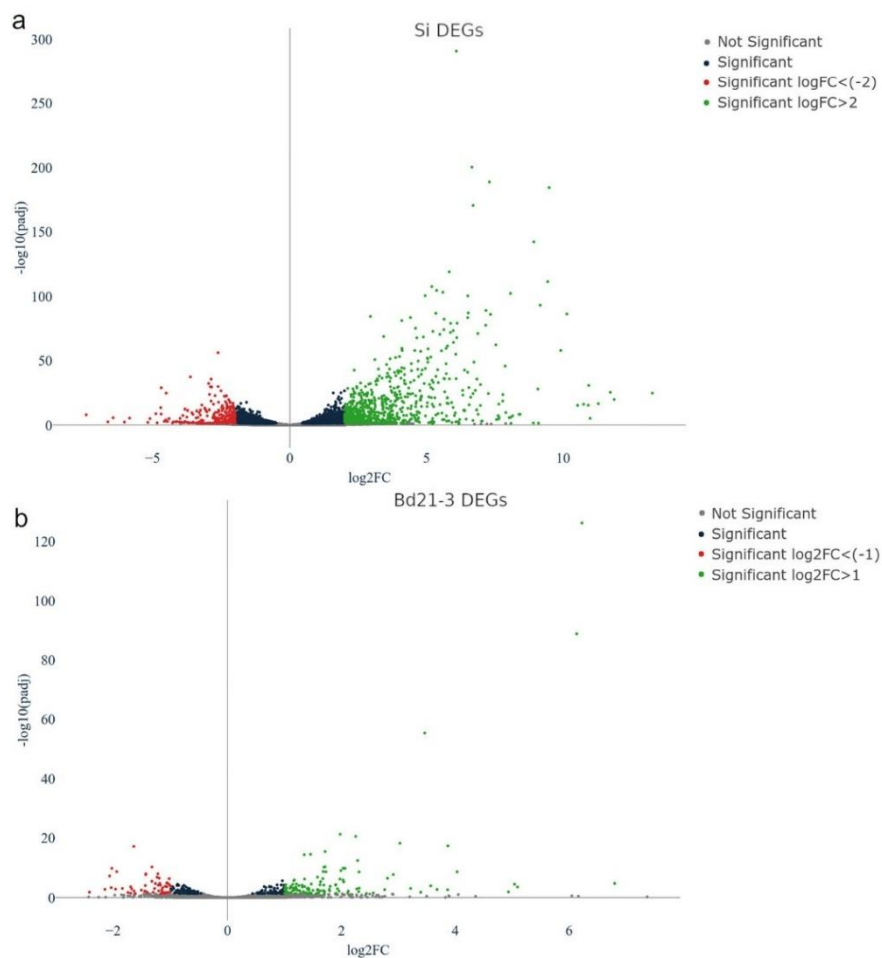 a
Si DEGs
300
250
200
150
100
50
0
-log10(padj)
−5
0
5
10
log2FC
Not Significant
Significant
Significant logFC<(-2)
Significant logFC>2
b
Bd21-3 DEGs
120
100
80
60
40
20
0
-log10(padj)
−2
0
2
4
6
log2FC
Not Significant
Significant
Significant log2FC<(-1)
Significant log2FC>1